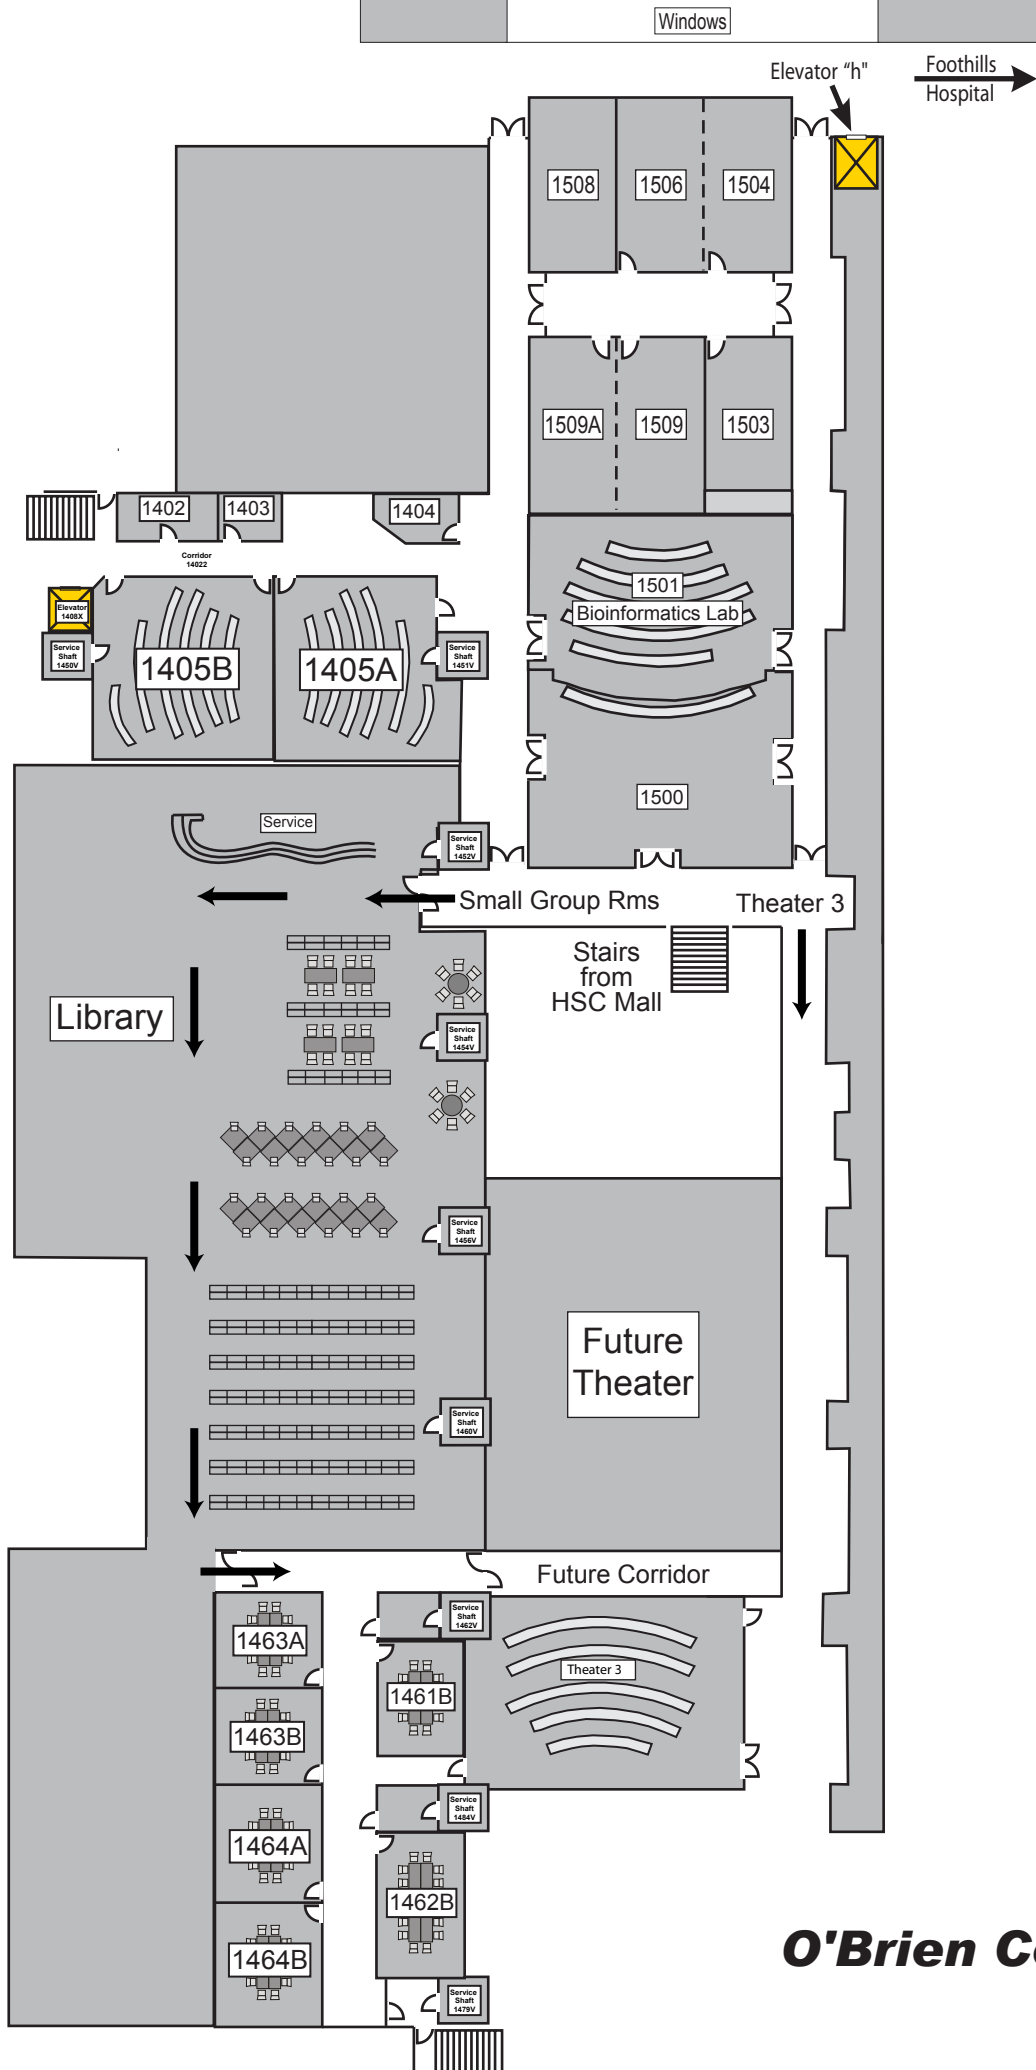 Windows
Elevator "h"
Foothills
Hospital
1508
1506
1504
1509A
1509
1503
1402
1403
1404
Corridor
14022
Elevator
1408X
Service
Shaft
1450V
1405B
1405A
Service
Shaft
1451V
1501
Bioinformatics Lab
1500
Service
Service
Shaft
1452V
Small Group Rms
Theater 3
Stairs
from
HSC Mall
Library
Service
Shaft
1454V
Service
Shaft
1456V
Future
Theater
Service
Shaft
1460V
Future Corridor
Service
Shaft
1462V
1463A
Theater 3
1461B
1463B
Service
Shaft
1484V
1464A
1462B
O'Brien C
1464B
Service
Shaft
1479V